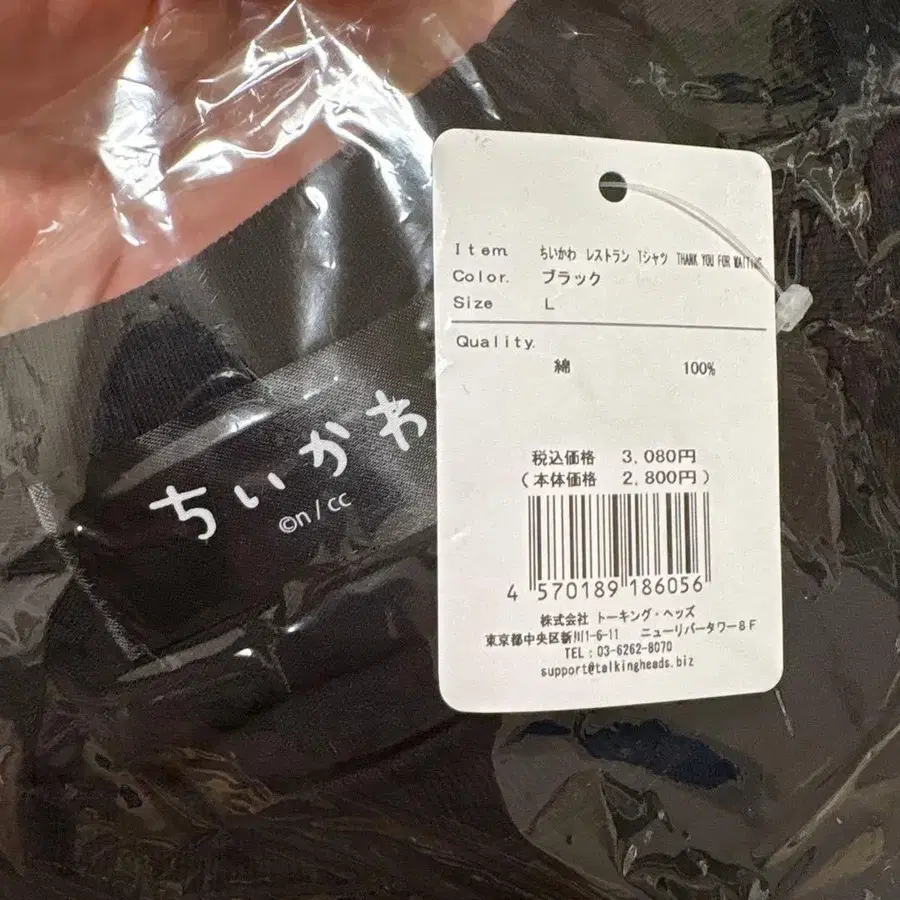 Item ちいかわ レストラン Tシャツ THANK YOU FOR WAITING
Color. ブラック
Size L
Quality.
綿 100%
税込価格 3,080円
(本体価格 2,800円)
4 570189 186056
株式会社 トーキング・ヘッズ
東京都中央区新川1-6-11 ニューリバータワー8F
TEL:03-6262-8070
support@talkingheads.biz
ちいかわ
©n/cc